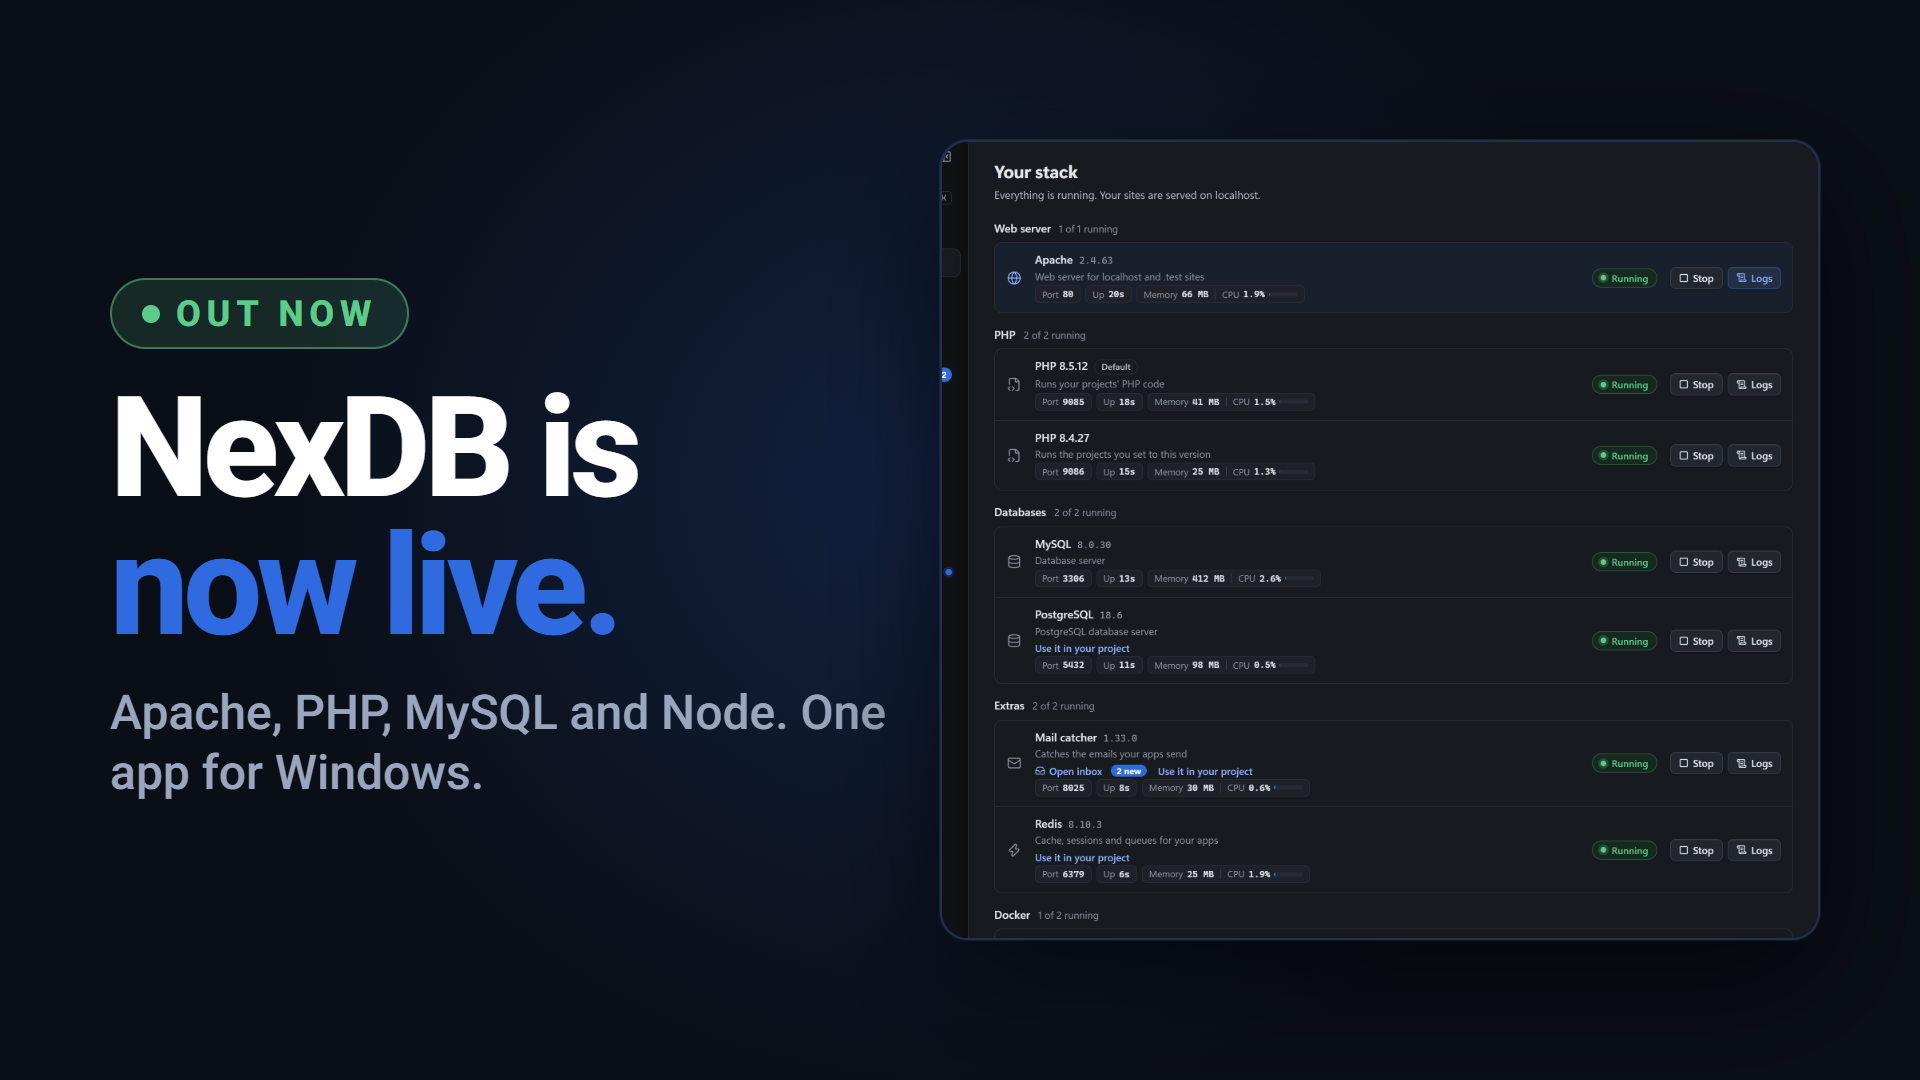 OUT NOW
NexDB is
now live.
Apache, PHP, MySQL and Node. One
app for Windows.
2
Your stack
Everything is running. Your sites are served on localhost.
Web server 1 of 1 running
Apache 2.4.63
Web server for localhost and .test sites
Port 80 Up 20s Memory 66 MB CPU 1.9%
Running Stop Logs
PHP 2 of 2 running
PHP 8.5.12 Default
Runs your projects' PHP code
Port 9085 Up 18s Memory 41 MB CPU 1.5%
Running Stop Logs
PHP 8.4.27
Runs the projects you set to this version
Port 9086 Up 15s Memory 25 MB CPU 1.3%
Running Stop Logs
Databases 2 of 2 running
MySQL 8.0.30
Database server
Port 3306 Up 13s Memory 412 MB CPU 2.6%
Running Stop Logs
PostgreSQL 18.6
PostgreSQL database server
Use it in your project
Port 5432 Up 11s Memory 98 MB CPU 0.5%
Running Stop Logs
Extras 2 of 2 running
Mail catcher 1.33.0
Catches the emails your apps send
Open inbox 2 new Use it in your project
Port 8025 Up 8s Memory 30 MB CPU 0.6%
Running Stop Logs
Redis 8.10.3
Cache, sessions and queues for your apps
Use it in your project
Port 6379 Up 6s Memory 25 MB CPU 1.9%
Running Stop Logs
Docker 1 of 2 running